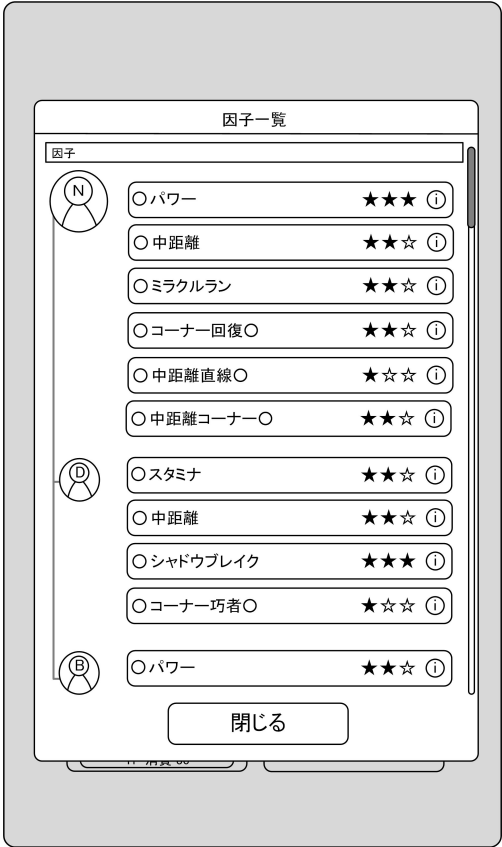 因子一覧
因子
N
○パワー ★★★ ⓘ
○中距離 ★★☆ ⓘ
○ミラクルラン ★★☆ ⓘ
○コーナー回復○ ★★☆ ⓘ
○中距離直線○ ★☆☆ ⓘ
○中距離コーナー○ ★★☆ ⓘ
D
○スタミナ ★★☆ ⓘ
○中距離 ★★☆ ⓘ
○シャドウブレイク ★★★ ⓘ
○コーナー巧者○ ★☆☆ ⓘ
B
○パワー ★★☆ ⓘ
閉じる